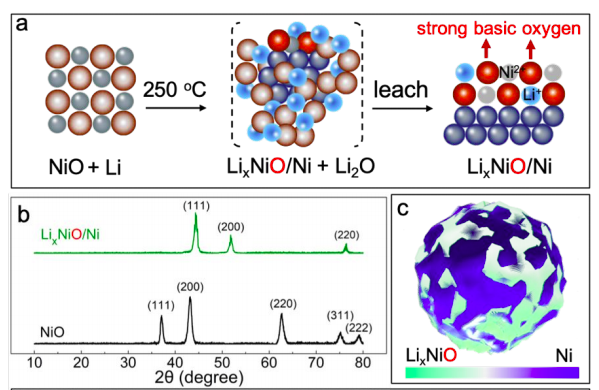 a
strong basic oxygen
Ni²⁺
Li⁺
250 °C
leach
NiO + Li
LiₓNiO/Ni + Li₂O
LiₓNiO/Ni
b
LiₓNiO/Ni
(111)
(200)
(220)
NiO
(111)
(200)
(220)
(311)
(222)
10 20 30 40 50 60 70 80
2θ (degree)
c
LiₓNiO
Ni